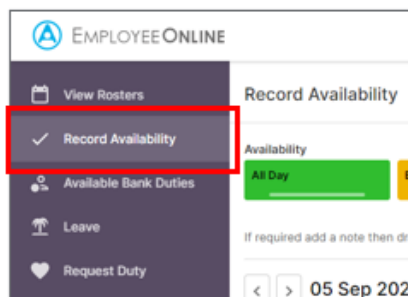 EMPLOYEEONLINE
View Rosters
Record Availability
Available Bank Duties
Leave
Request Duty
Record Availability
Availability
All Day
If required add a note then
05 Sep 202